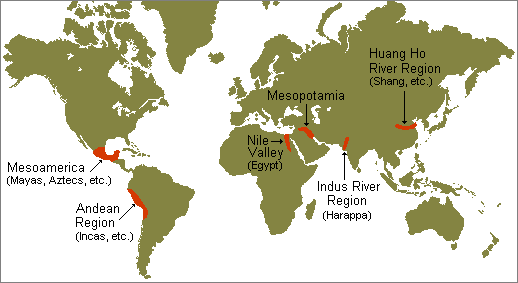 Huang Ho
River Region
(Shang, etc.)
Mesopotamia
Nile
Valley
(Egypt)
Mesoamerica
(Mayas, Aztecs, etc.)
Indus River
Region
(Harappa)
Andean
Region
(Incas, etc.)